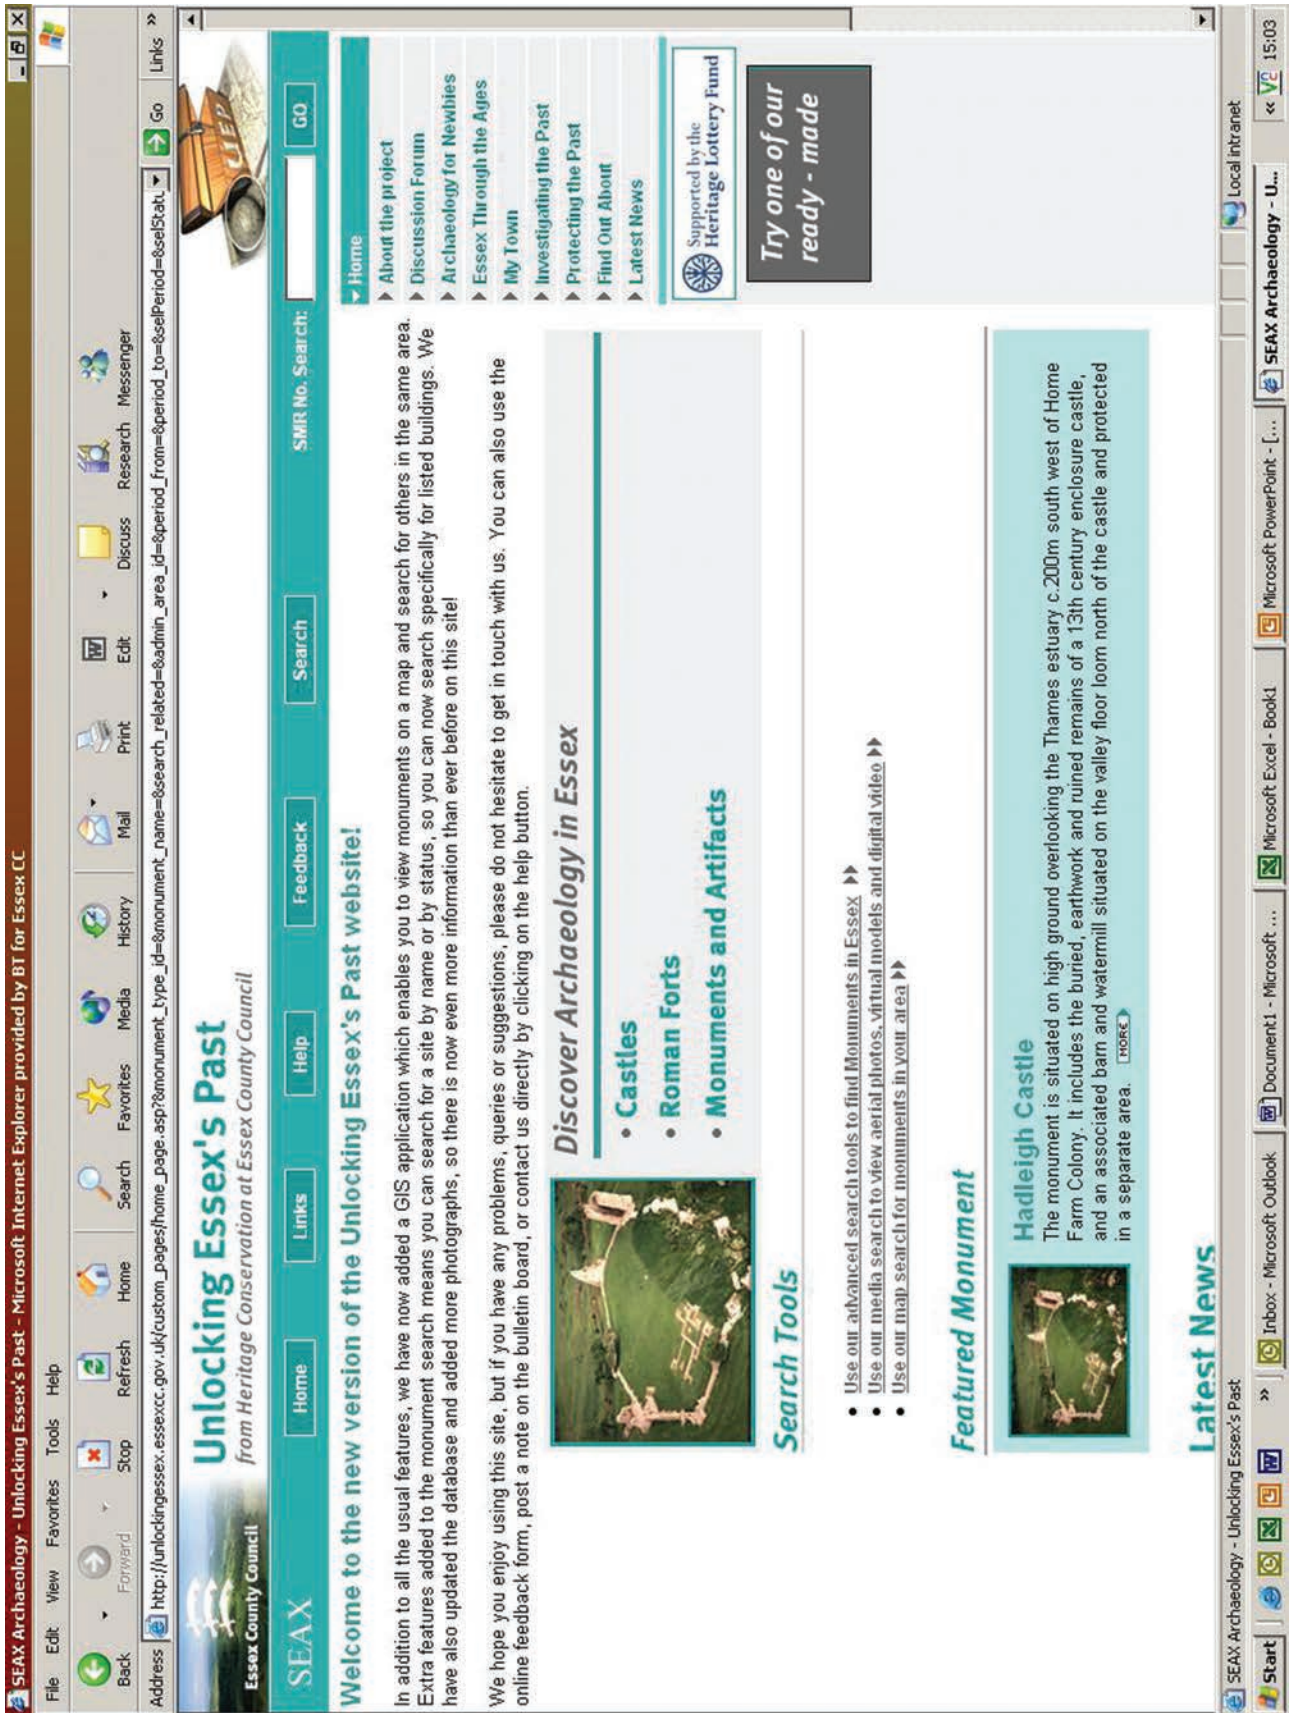 SEAX Archaeology - Unlocking Essex's Past - Microsoft Internet Explorer provided by BT for Essex CC
File Edit View Favorites Tools Help
Back Forward Stop Refresh Home Search Favorites Media History Mail Print Edit Discuss Research Messenger
Address http://unlockingessex.essexcc.gov.uk/custom_pages/home_page.asp?&monument_type_id=&monument_name=&search_related=&admin_area_id=&period_from=&period_to=&selPeriod=&selStatu Go Links »
Essex County Council
Unlocking Essex's Past
from Heritage Conservation at Essex County Council
UEP
SEAX Home Links Help Feedback Search SMR No. Search: GO
Welcome to the new version of the Unlocking Essex's Past website!
In addition to all the usual features, we have now added a GIS application which enables you to view monuments on a map and search for others in the same area.
Extra features added to the monument search means you can search for a site by name or by status, so you can now search specifically for listed buildings. We
have also updated the database and added more photographs, so there is now even more information than ever before on this site!
We hope you enjoy using this site, but if you have any problems, queries or suggestions, please do not hesitate to get in touch with us. You can also use the
online feedback form, post a note on the bulletin board, or contact us directly by clicking on the help button.
Discover Archaeology in Essex
• Castles
• Roman Forts
• Monuments and Artifacts
Search Tools
• Use our advanced search tools to find Monuments in Essex
• Use our media search to view aerial photos, virtual models and digital video
• Use our map search for monuments in your area
Featured Monument
Hadleigh Castle
The monument is situated on high ground overlooking the Thames estuary c.200m south west of Home
Farm Colony. It includes the buried, earthwork and ruined remains of a 13th century enclosure castle,
and an associated barn and watermill situated on the valley floor loom north of the castle and protected
in a separate area. MORE
Latest News
Home
About the project
Discussion Forum
Archaeology for Newbies
Essex Through the Ages
My Town
Investigating the Past
Protecting the Past
Find Out About
Latest News
Supported by the
Heritage Lottery Fund
Try one of our
ready - made
SEAX Archaeology - Unlocking Essex's Past Local intranet
Start » Inbox - Microsoft Outlook Document1 - Microsoft ... Microsoft Excel - Book1 Microsoft PowerPoint - [... SEAX Archaeology - U... « 15:03